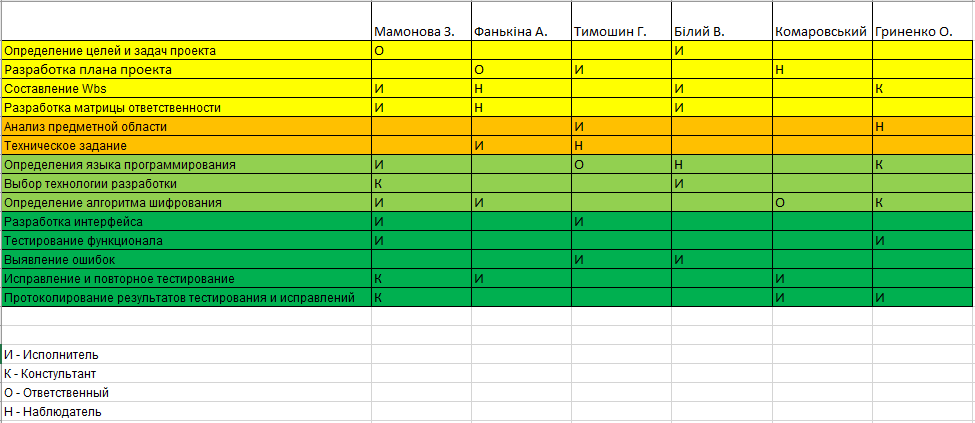 Мамонова З. Фанькіна А. Тимошин Г. Білий В. Комаровський Гриненко О.
Определение целей и задач проекта О И
Разработка плана проекта О И Н
Составление Wbs И Н И К
Разработка матрицы ответственности И Н И
Анализ предметной области И Н
Техническое задание И Н
Определения языка программирования И О Н К
Выбор технологии разработки К И
Определение алгоритма шифрования И И О К
Разработка интерфейса И И
Тестирование функционала И И
Выявление ошибок И И
Исправление и повторное тестирование К И И
Протоколирование результатов тестирования и исправлений К И И
И - Исполнитель
К - Констультант
О - Ответственный
Н - Наблюдатель